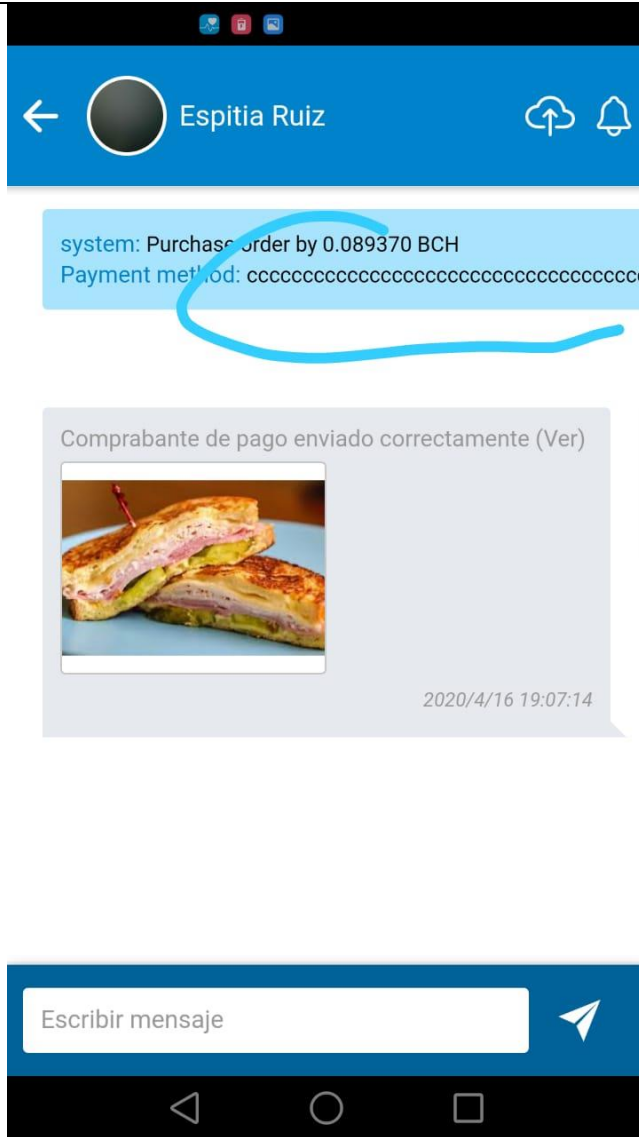 Espitia Ruiz
system: Purchase order by 0.089370 BCH
Payment method: cccccccccccccccccccccccccccccccccccc
Comprabante de pago enviado correctamente (Ver)
2020/4/16 19:07:14
Escribir mensaje